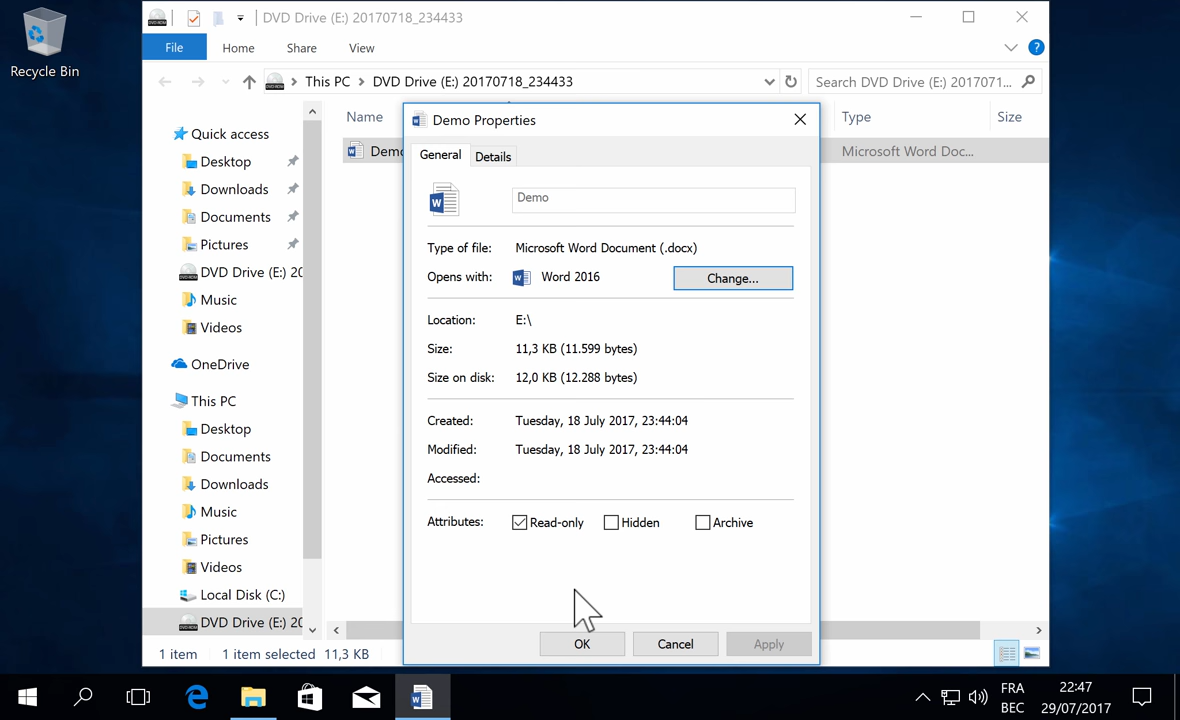 Recycle Bin
DVD Drive (E:) 20170718_234433
File Home Share View
This PC DVD Drive (E:) 20170718_234433
Search DVD Drive (E:) 2017071...
Name
Type
Size
Quick access
Desktop
Downloads
Documents
Pictures
DVD Drive (E:) 20
Music
Videos
OneDrive
This PC
Desktop
Documents
Downloads
Music
Pictures
Videos
Local Disk (C:)
DVD Drive (E:) 20
Demo
Microsoft Word Doc...
Demo Properties
General Details
Demo
Type of file: Microsoft Word Document (.docx)
Opens with: Word 2016 Change...
Location: E:\
Size: 11,3 KB (11.599 bytes)
Size on disk: 12,0 KB (12.288 bytes)
Created: Tuesday, 18 July 2017, 23:44:04
Modified: Tuesday, 18 July 2017, 23:44:04
Accessed:
Attributes: Read-only Hidden Archive
OK Cancel Apply
1 item 1 item selected 11,3 KB
FRA
BEC
22:47
29/07/2017